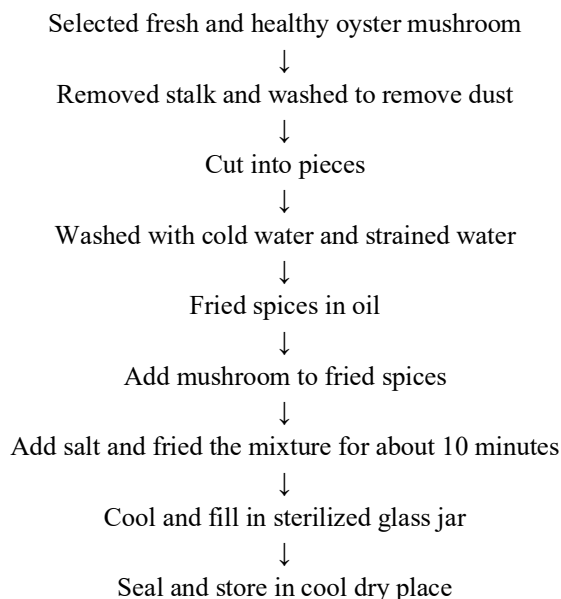 Selected fresh and healthy oyster mushroom
↓
Removed stalk and washed to remove dust
↓
Cut into pieces
↓
Washed with cold water and strained water
↓
Fried spices in oil
↓
Add mushroom to fried spices
↓
Add salt and fried the mixture for about 10 minutes
↓
Cool and fill in sterilized glass jar
↓
Seal and store in cool dry place